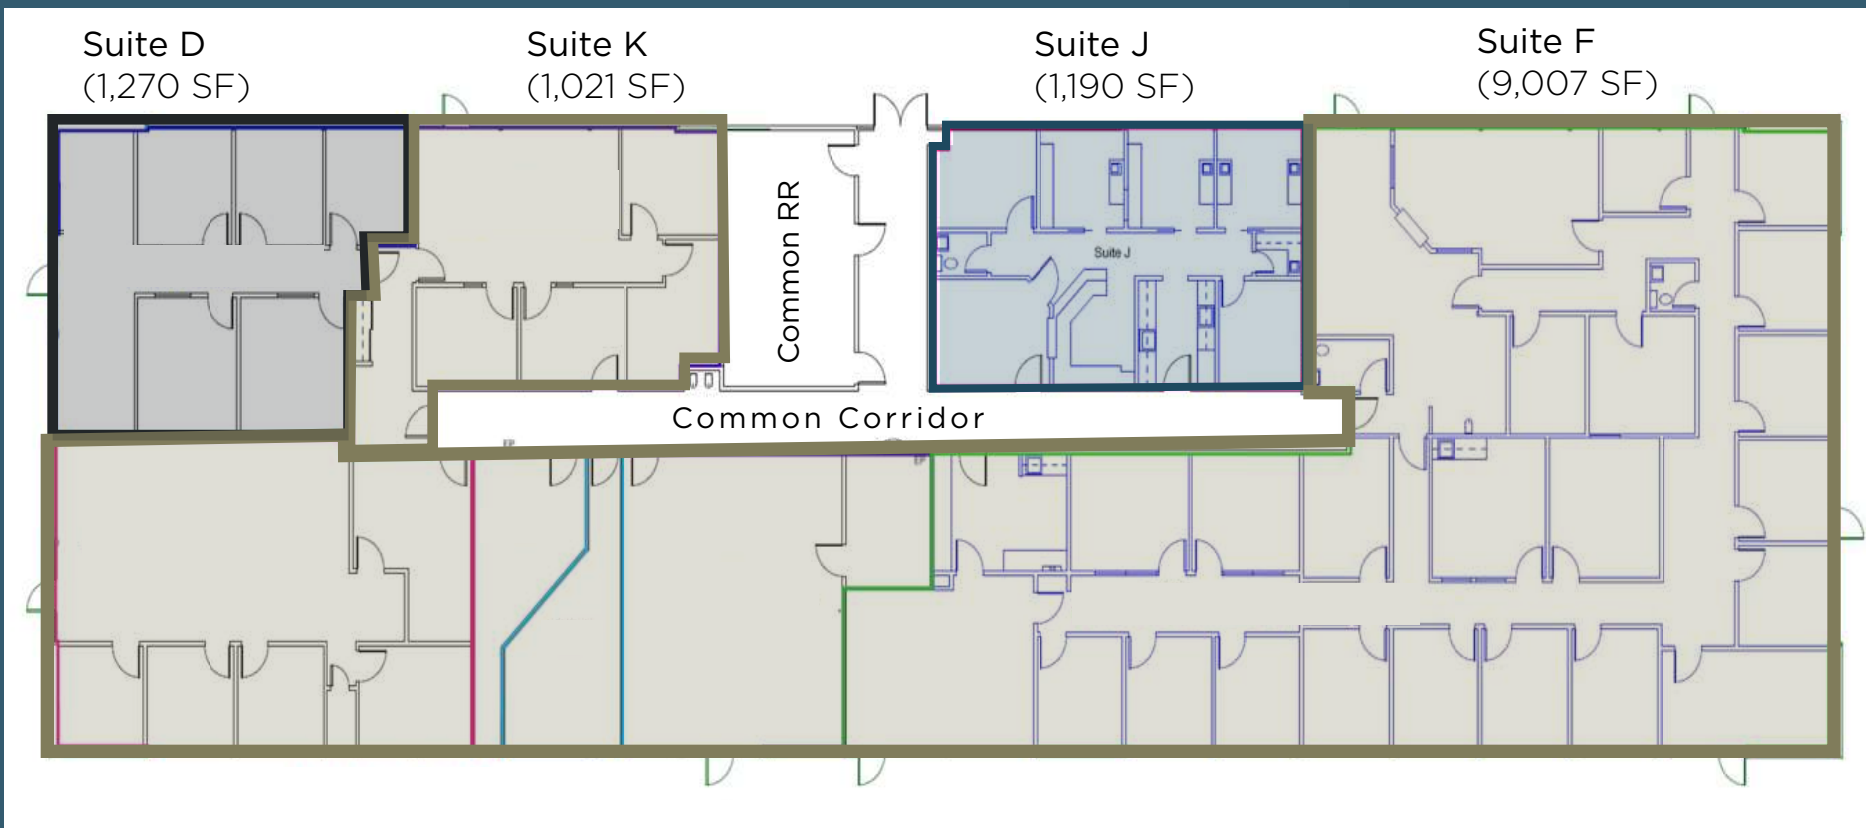 Suite D
(1,270 SF)
Suite K
(1,021 SF)
Suite J
(1,190 SF)
Suite F
(9,007 SF)
Common RR
Suite J
Common Corridor